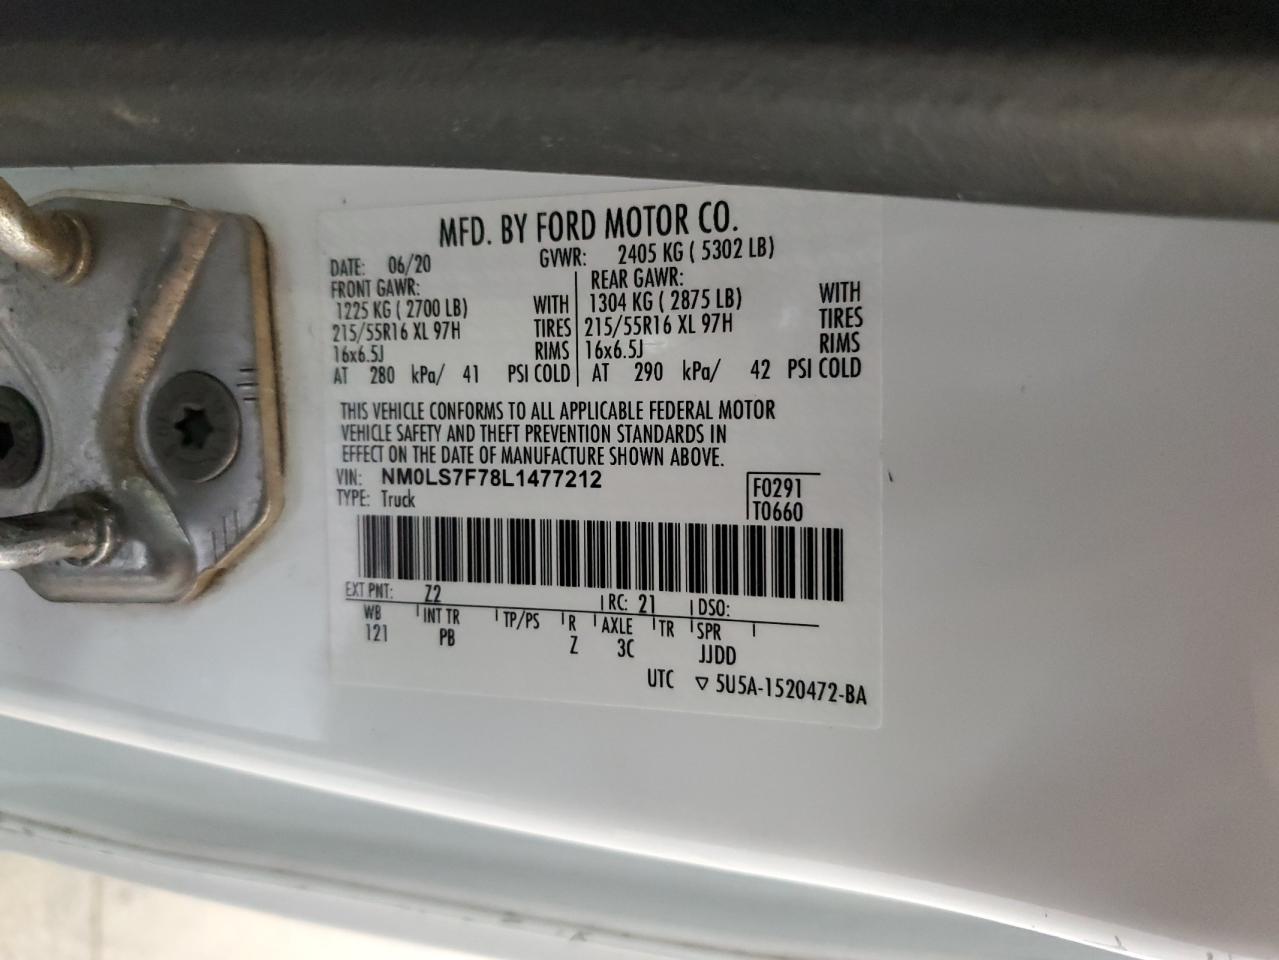 MFD. BY FORD MOTOR CO.
DATE: 06/20 GVWR: 2405 KG ( 5302 LB)
FRONT GAWR: REAR GAWR:
1225 KG ( 2700 LB) WITH 1304 KG ( 2875 LB) WITH
215/55R16 XL 97H TIRES 215/55R16 XL 97H TIRES
16x6.5J RIMS 16x6.5J RIMS
AT 280 kPa/ 41 PSI COLD AT 290 kPa/ 42 PSI COLD
THIS VEHICLE CONFORMS TO ALL APPLICABLE FEDERAL MOTOR
VEHICLE SAFETY AND THEFT PREVENTION STANDARDS IN
EFFECT ON THE DATE OF MANUFACTURE SHOWN ABOVE.
VIN: NM0LS7F78L1477212 F0291
TYPE: Truck T0660
EXT PNT: Z2 RC: 21 DSO:
WB INT TR TP/PS R AXLE TR SPR
121 PB Z 3C JJDD
UTC ▽ 5U5A-1520472-BA